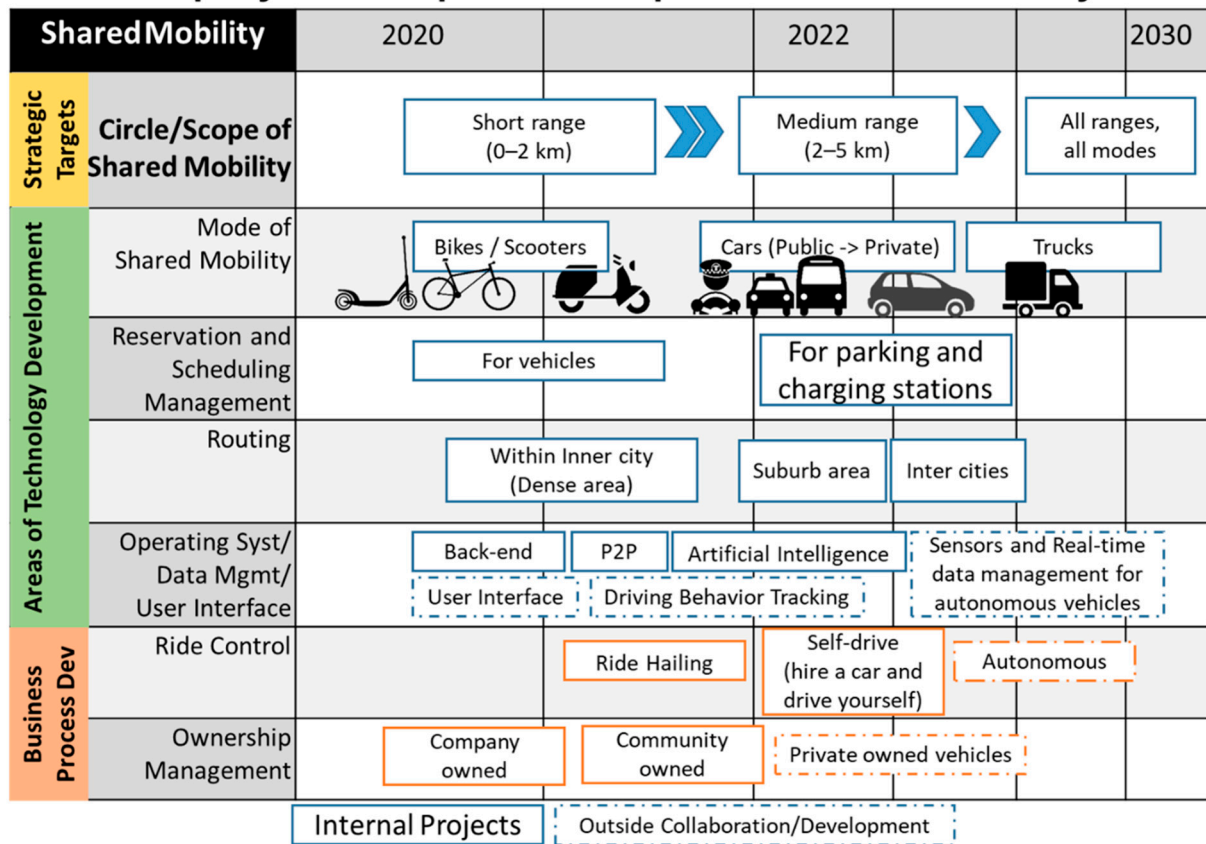 Shared Mobility
2020
2022
2030
Strategic
Targets
Circle/Scope of
Shared Mobility
Short range
(0–2 km)
Medium range
(2–5 km)
All ranges,
all modes
Areas of Technology Development
Mode of
Shared Mobility
Bikes / Scooters
Cars (Public -> Private)
Trucks
Reservation and
Scheduling
Management
For vehicles
For parking and
charging stations
Routing
Within Inner city
(Dense area)
Suburb area
Inter cities
Operating Syst/
Data Mgmt/
User Interface
Back-end
P2P
Artificial Intelligence
Sensors and Real-time
data management for
autonomous vehicles
User Interface
Driving Behavior Tracking
Business
Process Dev
Ride Control
Ride Hailing
Self-drive
(hire a car and
drive yourself)
Autonomous
Ownership
Management
Company
owned
Community
owned
Private owned vehicles
Internal Projects
Outside Collaboration/Development